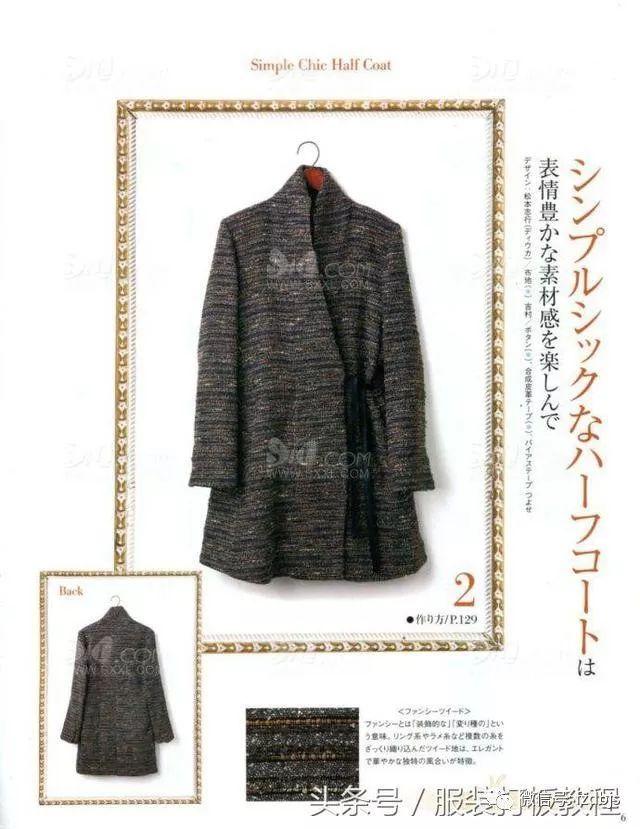 Simple Chic Half Coat
シンプルシックなハーフコートは
表情豊かな素材感を楽しんで
デザイン:松本志行(ディウカ)/布地(※)吉村/ボタン(※)、合成皮革テープ(※)、バイアステープ つよせ
2
●作り方/P.129
Back
<ファンシーツイード>
ファンシーとは「装飾的な」「変り種の」とい
う意味。リング系やラメ糸など複数の糸を
ざっくり織り込んだツイード地は、エレガント
で華やかな独特の風合いが特徴。
头条号／服装打板教程
6